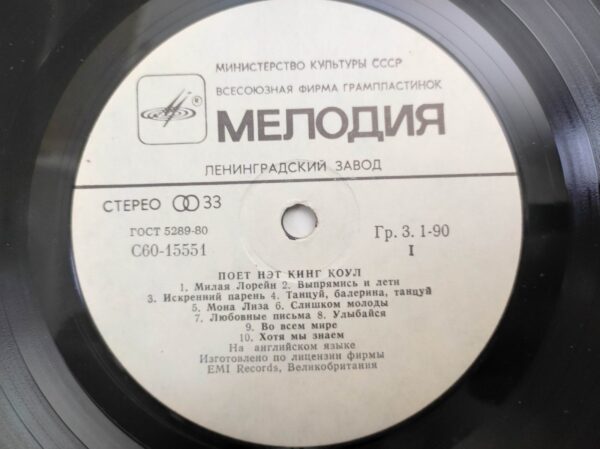 МИНИСТЕРСТВО КУЛЬТУРЫ СССР
ВСЕСОЮЗНАЯ ФИРМА ГРАМПЛАСТИНОК
®
МЕЛОДИЯ
ЛЕНИНГРАДСКИЙ ЗАВОД
СТЕРЕО 33
ГОСТ 5289-80
С60-15551
Гр. 3. 1-90
I
ПОЕТ НЭТ КИНГ КОУЛ
1. Милая Лорейн 2. Выпрямись и лети
3. Искренний парень 4. Танцуй, балерина, танцуй
5. Мона Лиза 6. Слишком молоды
7. Любовные письма 8. Улыбайся
9. Во всем мире
10. Хотя мы знаем
На английском языке
Изготовлено по лицензии фирмы
EMI Records, Великобритания